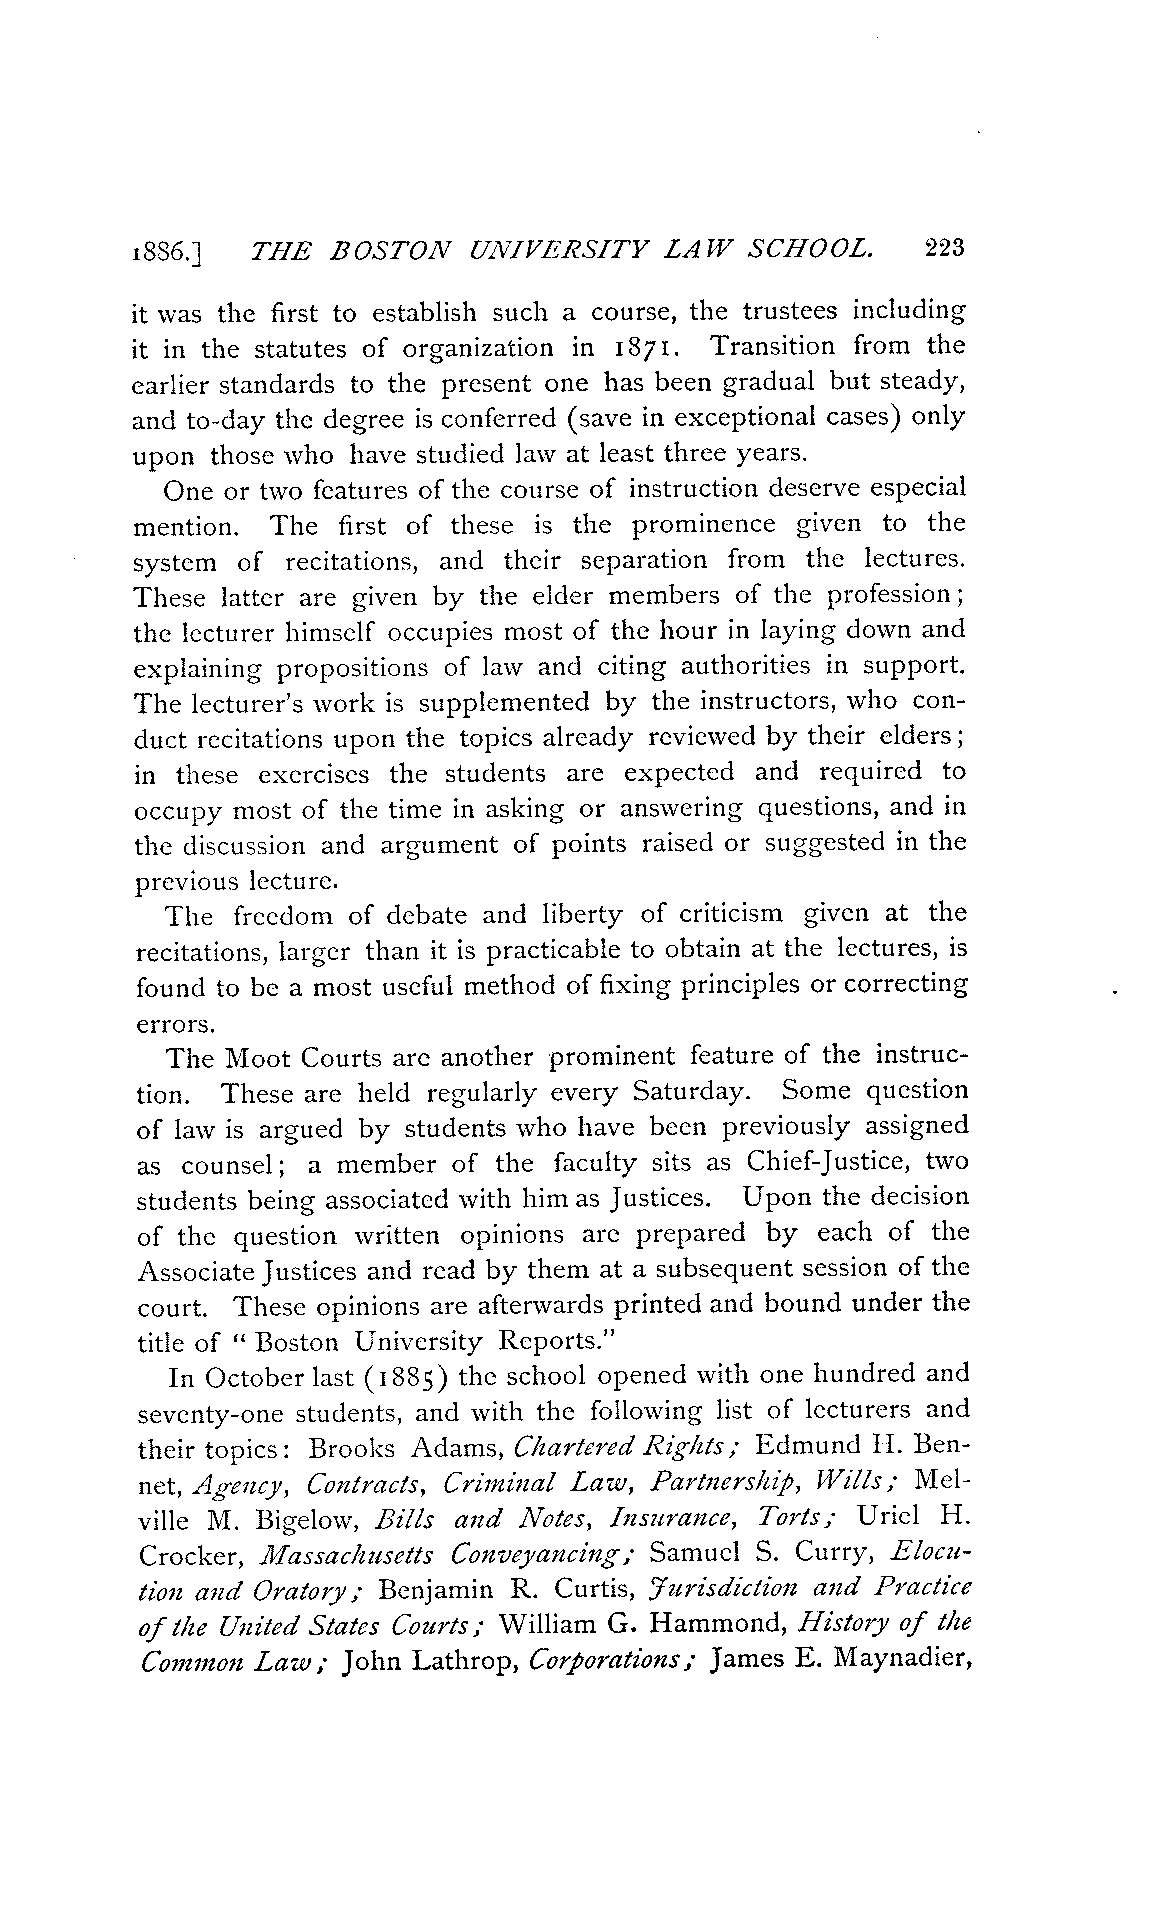 1886.] THE BOSTON UNIVERSITY LAW SCHOOL. 223
it was the first to establish such a course, the trustees including
it in the statutes of organization in 1871. Transition from the
earlier standards to the present one has been gradual but steady,
and to-day the degree is conferred (save in exceptional cases) only
upon those who have studied law at least three years.
One or two features of the course of instruction deserve especial
mention. The first of these is the prominence given to the
system of recitations, and their separation from the lectures.
These latter are given by the elder members of the profession;
the lecturer himself occupies most of the hour in laying down and
explaining propositions of law and citing authorities in support.
The lecturer's work is supplemented by the instructors, who con-
duct recitations upon the topics already reviewed by their elders;
in these exercises the students are expected and required to
occupy most of the time in asking or answering questions, and in
the discussion and argument of points raised or suggested in the
previous lecture.
The freedom of debate and liberty of criticism given at the
recitations, larger than it is practicable to obtain at the lectures, is
found to be a most useful method of fixing principles or correcting
errors.
The Moot Courts are another prominent feature of the instruc-
tion. These are held regularly every Saturday. Some question
of law is argued by students who have been previously assigned
as counsel; a member of the faculty sits as Chief-Justice, two
students being associated with him as Justices. Upon the decision
of the question written opinions are prepared by each of the
Associate Justices and read by them at a subsequent session of the
court. These opinions are afterwards printed and bound under the
title of " Boston University Reports."
In October last (1885) the school opened with one hundred and
seventy-one students, and with the following list of lecturers and
their topics: Brooks Adams, Chartered Rights; Edmund H. Ben-
net, Agency, Contracts, Criminal Law, Partnership, Wills; Mel-
ville M. Bigelow, Bills and Notes, Insurance, Torts; Uriel H.
Crocker, Massachusetts Conveyancing; Samuel S. Curry, Elocu-
tion and Oratory; Benjamin R. Curtis, Jurisdiction and Practice
of the United States Courts; William G. Hammond, History of the
Common Law; John Lathrop, Corporations; James E. Maynadier,